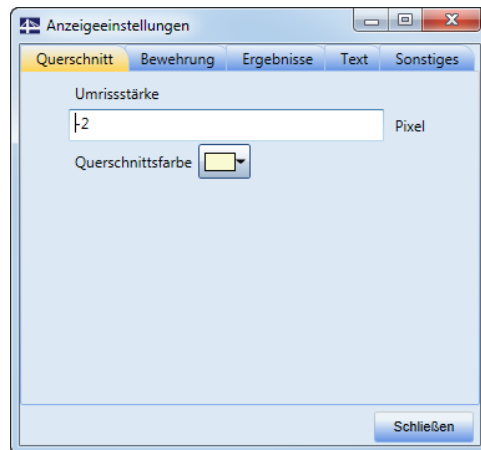 Anzeigeeinstellungen
Querschnitt Bewehrung Ergebnisse Text Sonstiges
Umrissstärke
-2 Pixel
Querschnittsfarbe
Schließen